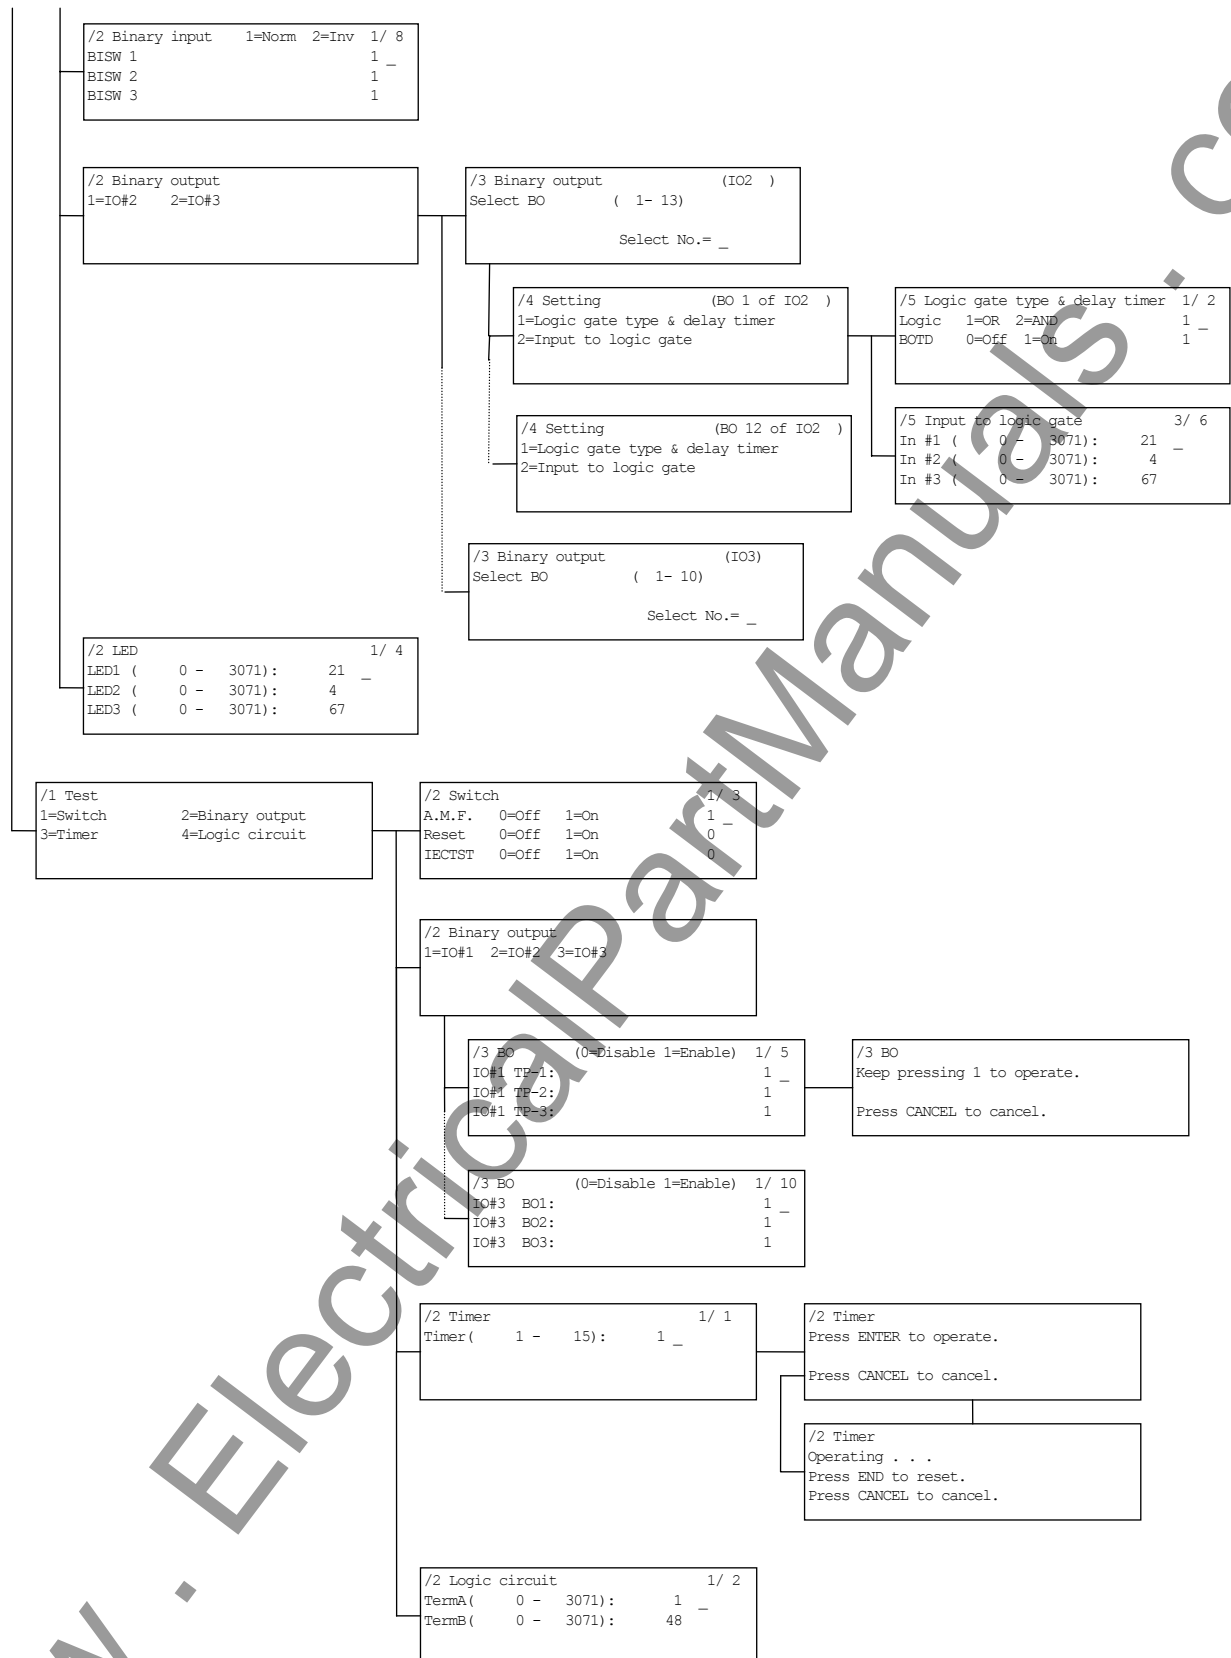 /2 Binary input 1=Norm 2=Inv 1/ 8
BISW 1 1 _
BISW 2 1
BISW 3 1
/2 Binary output
1=IO#2 2=IO#3
/3 Binary output (IO2 )
Select BO ( 1- 13)
Select No.= _
/4 Setting (BO 1 of IO2 )
1=Logic gate type & delay timer
2=Input to logic gate
/5 Logic gate type & delay timer 1/ 2
Logic 1=OR 2=AND 1 _
BOTD 0=Off 1=On 1
/4 Setting (BO 12 of IO2 )
1=Logic gate type & delay timer
2=Input to logic gate
/5 Input to logic gate 3/ 6
In #1 ( 0 - 3071): 21 _
In #2 ( 0 - 3071): 4
In #3 ( 0 - 3071): 67
/3 Binary output (IO3)
Select BO ( 1- 10)
Select No.= _
/2 LED 1/ 4
LED1 ( 0 - 3071): 21 _
LED2 ( 0 - 3071): 4
LED3 ( 0 - 3071): 67
/1 Test
1=Switch 2=Binary output
3=Timer 4=Logic circuit
/2 Switch 1/ 3
A.M.F. 0=Off 1=On 1 _
Reset 0=Off 1=On 0
IECTST 0=Off 1=On 0
/2 Binary output
1=IO#1 2=IO#2 3=IO#3
/3 BO (0=Disable 1=Enable) 1/ 5
IO#1 TP-1: 1 _
IO#1 TP-2: 1
IO#1 TP-3: 1
/3 BO
Keep pressing 1 to operate.
Press CANCEL to cancel.
/3 BO (0=Disable 1=Enable) 1/ 10
IO#3 BO1: 1 _
IO#3 BO2: 1
IO#3 BO3: 1
/2 Timer 1/ 1
Timer( 1 - 15): 1 _
/2 Timer
Press ENTER to operate.
Press CANCEL to cancel.
/2 Timer
Operating . . .
Press END to reset.
Press CANCEL to cancel.
/2 Logic circuit 1/ 2
TermA( 0 - 3071): 1 _
TermB( 0 - 3071): 48
w . ElectricalPartManuals . co